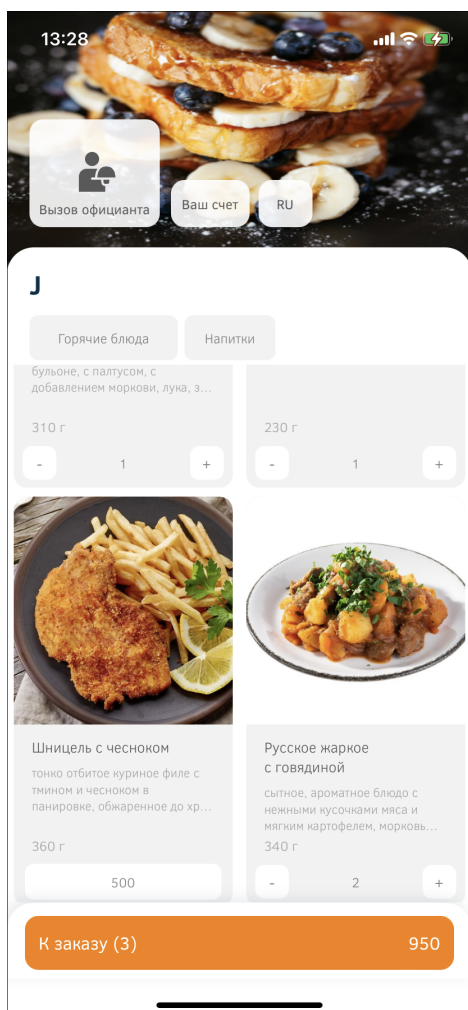 13:28
Вызов официанта
Ваш счет
RU
J
Горячие блюда
Напитки
бульоне, с палтусом, с
добавлением моркови, лука, з...
310 г
230 г
- 1 +
- 1 +
Шницель с чесноком
тонко отбитое куриное филе с
тмином и чесноком в
панировке, обжаренное до хр...
360 г
500
Русское жаркое
с говядиной
сытное, ароматное блюдо с
нежными кусочками мяса и
мягким картофелем, морковь...
340 г
- 2 +
К заказу (3) 950